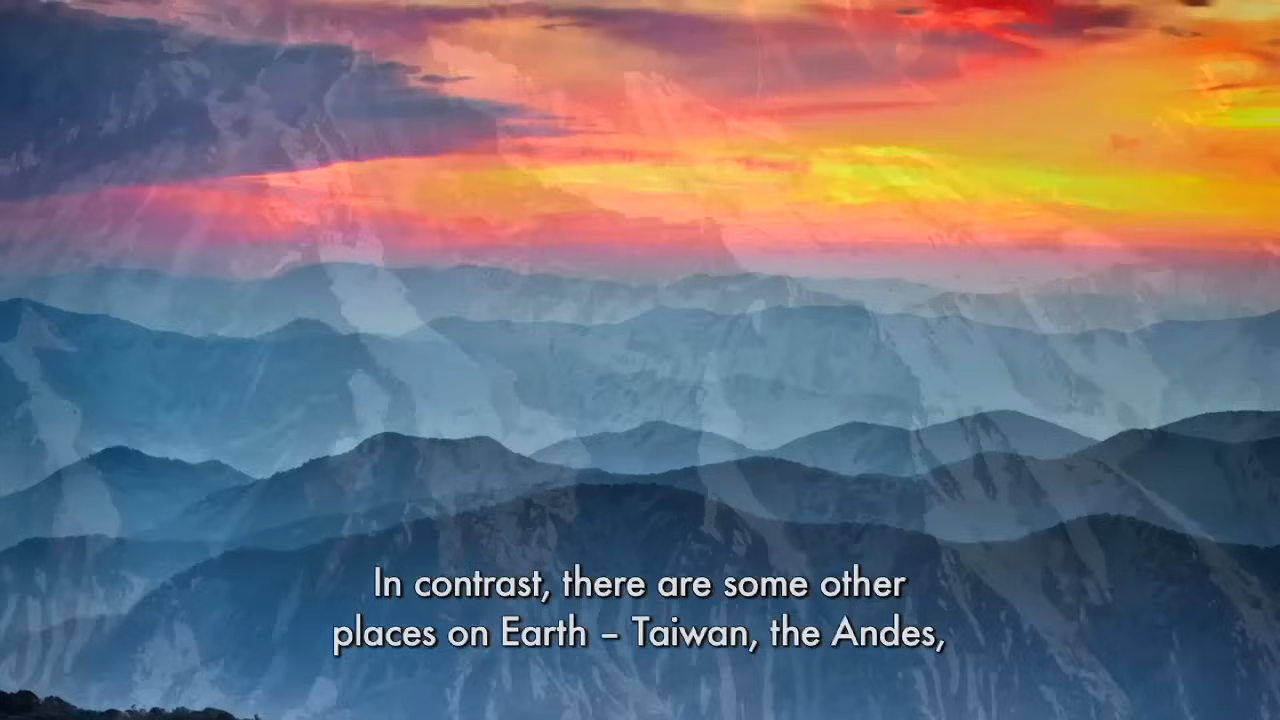 In contrast, there are some other
places on Earth – Taiwan, the Andes,